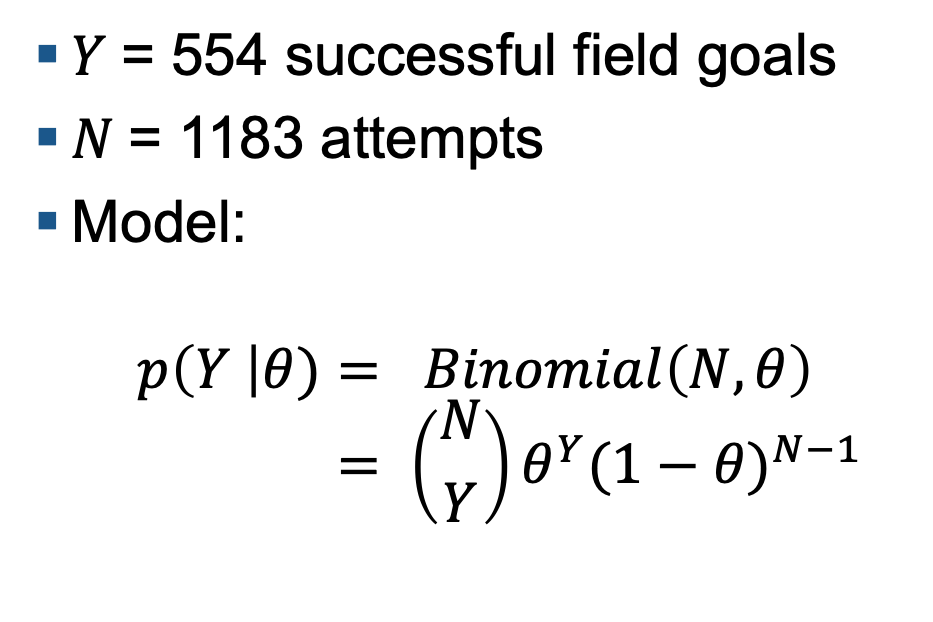 ▪ Y = 554 successful field goals
▪ N = 1183 attempts
▪ Model:
p(Y |θ) = Binomial(N, θ)
= (N Y) θ^Y (1 − θ)^{N−1}